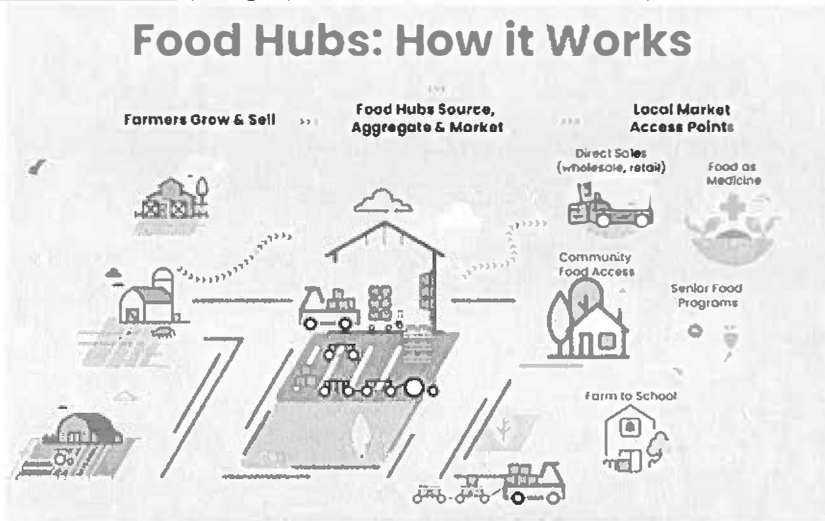 Food Hubs: How it Works
Farmers Grow & Sell
Food Hubs Source,
Aggregate & Market
Local Market
Access Points
Direct Sales
(wholesale, retail)
Food as
Medicine
Community
Food Access
Senior Food
Programs
Farm to School